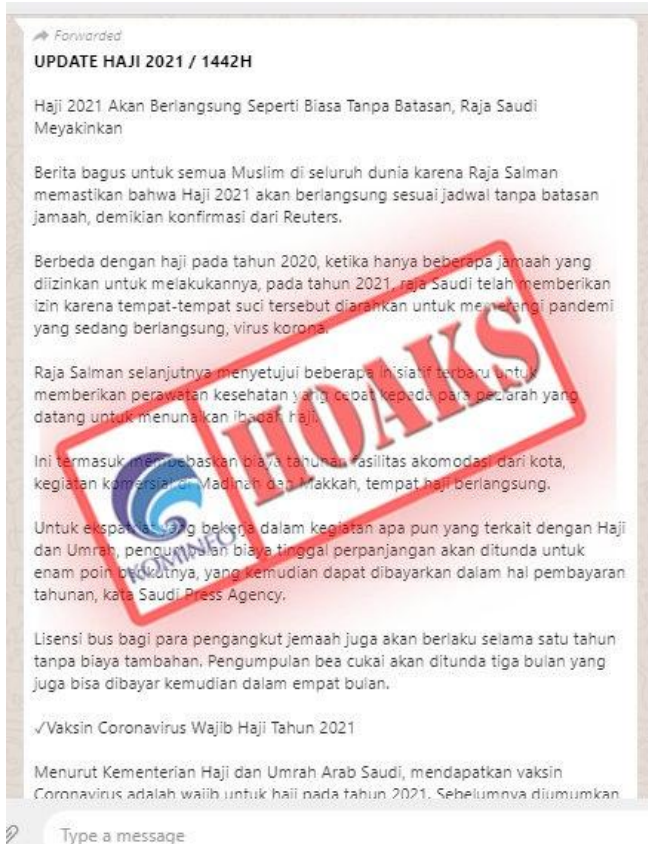 Forwarded
UPDATE HAJI 2021 / 1442H
Haji 2021 Akan Berlangsung Seperti Biasa Tanpa Batasan, Raja Saudi
Meyakinkan
Berita bagus untuk semua Muslim di seluruh dunia karena Raja Salman
memastikan bahwa Haji 2021 akan berlangsung sesuai jadwal tanpa batasan
jamaah, demikian konfirmasi dari Reuters.
Berbeda dengan haji pada tahun 2020, ketika hanya beberapa jamaah yang
diizinkan untuk melakukannya, pada tahun 2021, raja Saudi telah memberikan
izin karena tempat-tempat suci tersebut diarahkan untuk memerangi pandemi
yang sedang berlangsung, virus korona.
Raja Salman selanjutnya menyetujui beberapa inisiatif terbaru untuk
memberikan perawatan kesehatan yang cepat kepada para peziarah yang
datang untuk menunaikan ibadah haji.
Ini termasuk membebaskan biaya tahunan fasilitas akomodasi dari kota,
kegiatan komersial di Madinah dan Makkah, tempat haji berlangsung.
Untuk ekspatriat yang bekerja dalam kegiatan apa pun yang terkait dengan Haji
dan Umrah, pengumpulan biaya tinggal perpanjangan akan ditunda untuk
enam poin berikutnya, yang kemudian dapat dibayarkan dalam hal pembayaran
tahunan, kata Saudi Press Agency.
Lisensi bus bagi para pengangkut jemaah juga akan berlaku selama satu tahun
tanpa biaya tambahan. Pengumpulan bea cukai akan ditunda tiga bulan yang
juga bisa dibayar kemudian dalam empat bulan.
✓Vaksin Coronavirus Wajib Haji Tahun 2021
Menurut Kementerian Haji dan Umrah Arab Saudi, mendapatkan vaksin
Coronavirus adalah wajib untuk haji pada tahun 2021. Sebelumnya diumumkan
Type a message
HOAKS
KOMINFO